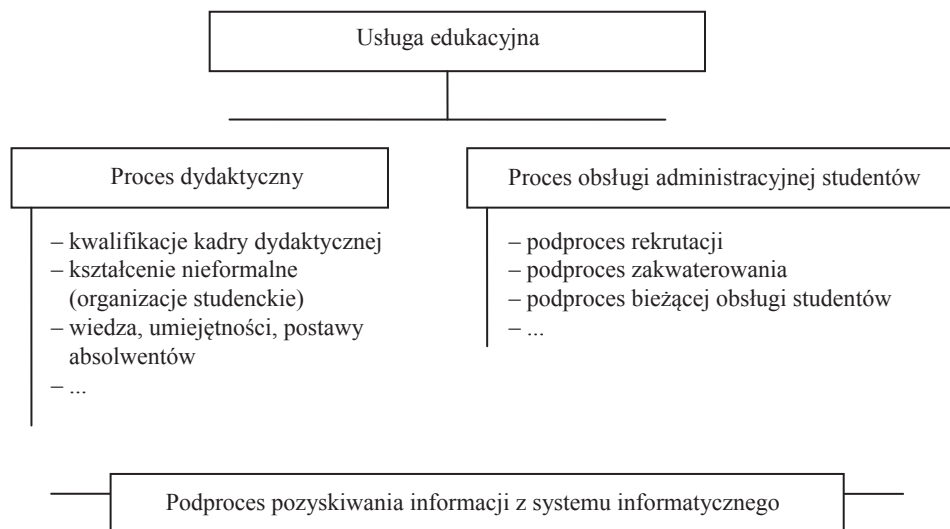 Usługa edukacyjna
Proces dydaktyczny
– kwalifikacje kadry dydaktycznej
– kształcenie nieformalne
(organizacje studenckie)
– wiedza, umiejętności, postawy
absolwentów
– ...
Proces obsługi administracyjnej studentów
– podproces rekrutacji
– podproces zakwaterowania
– podproces bieżącej obsługi studentów
– ...
Podproces pozyskiwania informacji z systemu informatycznego